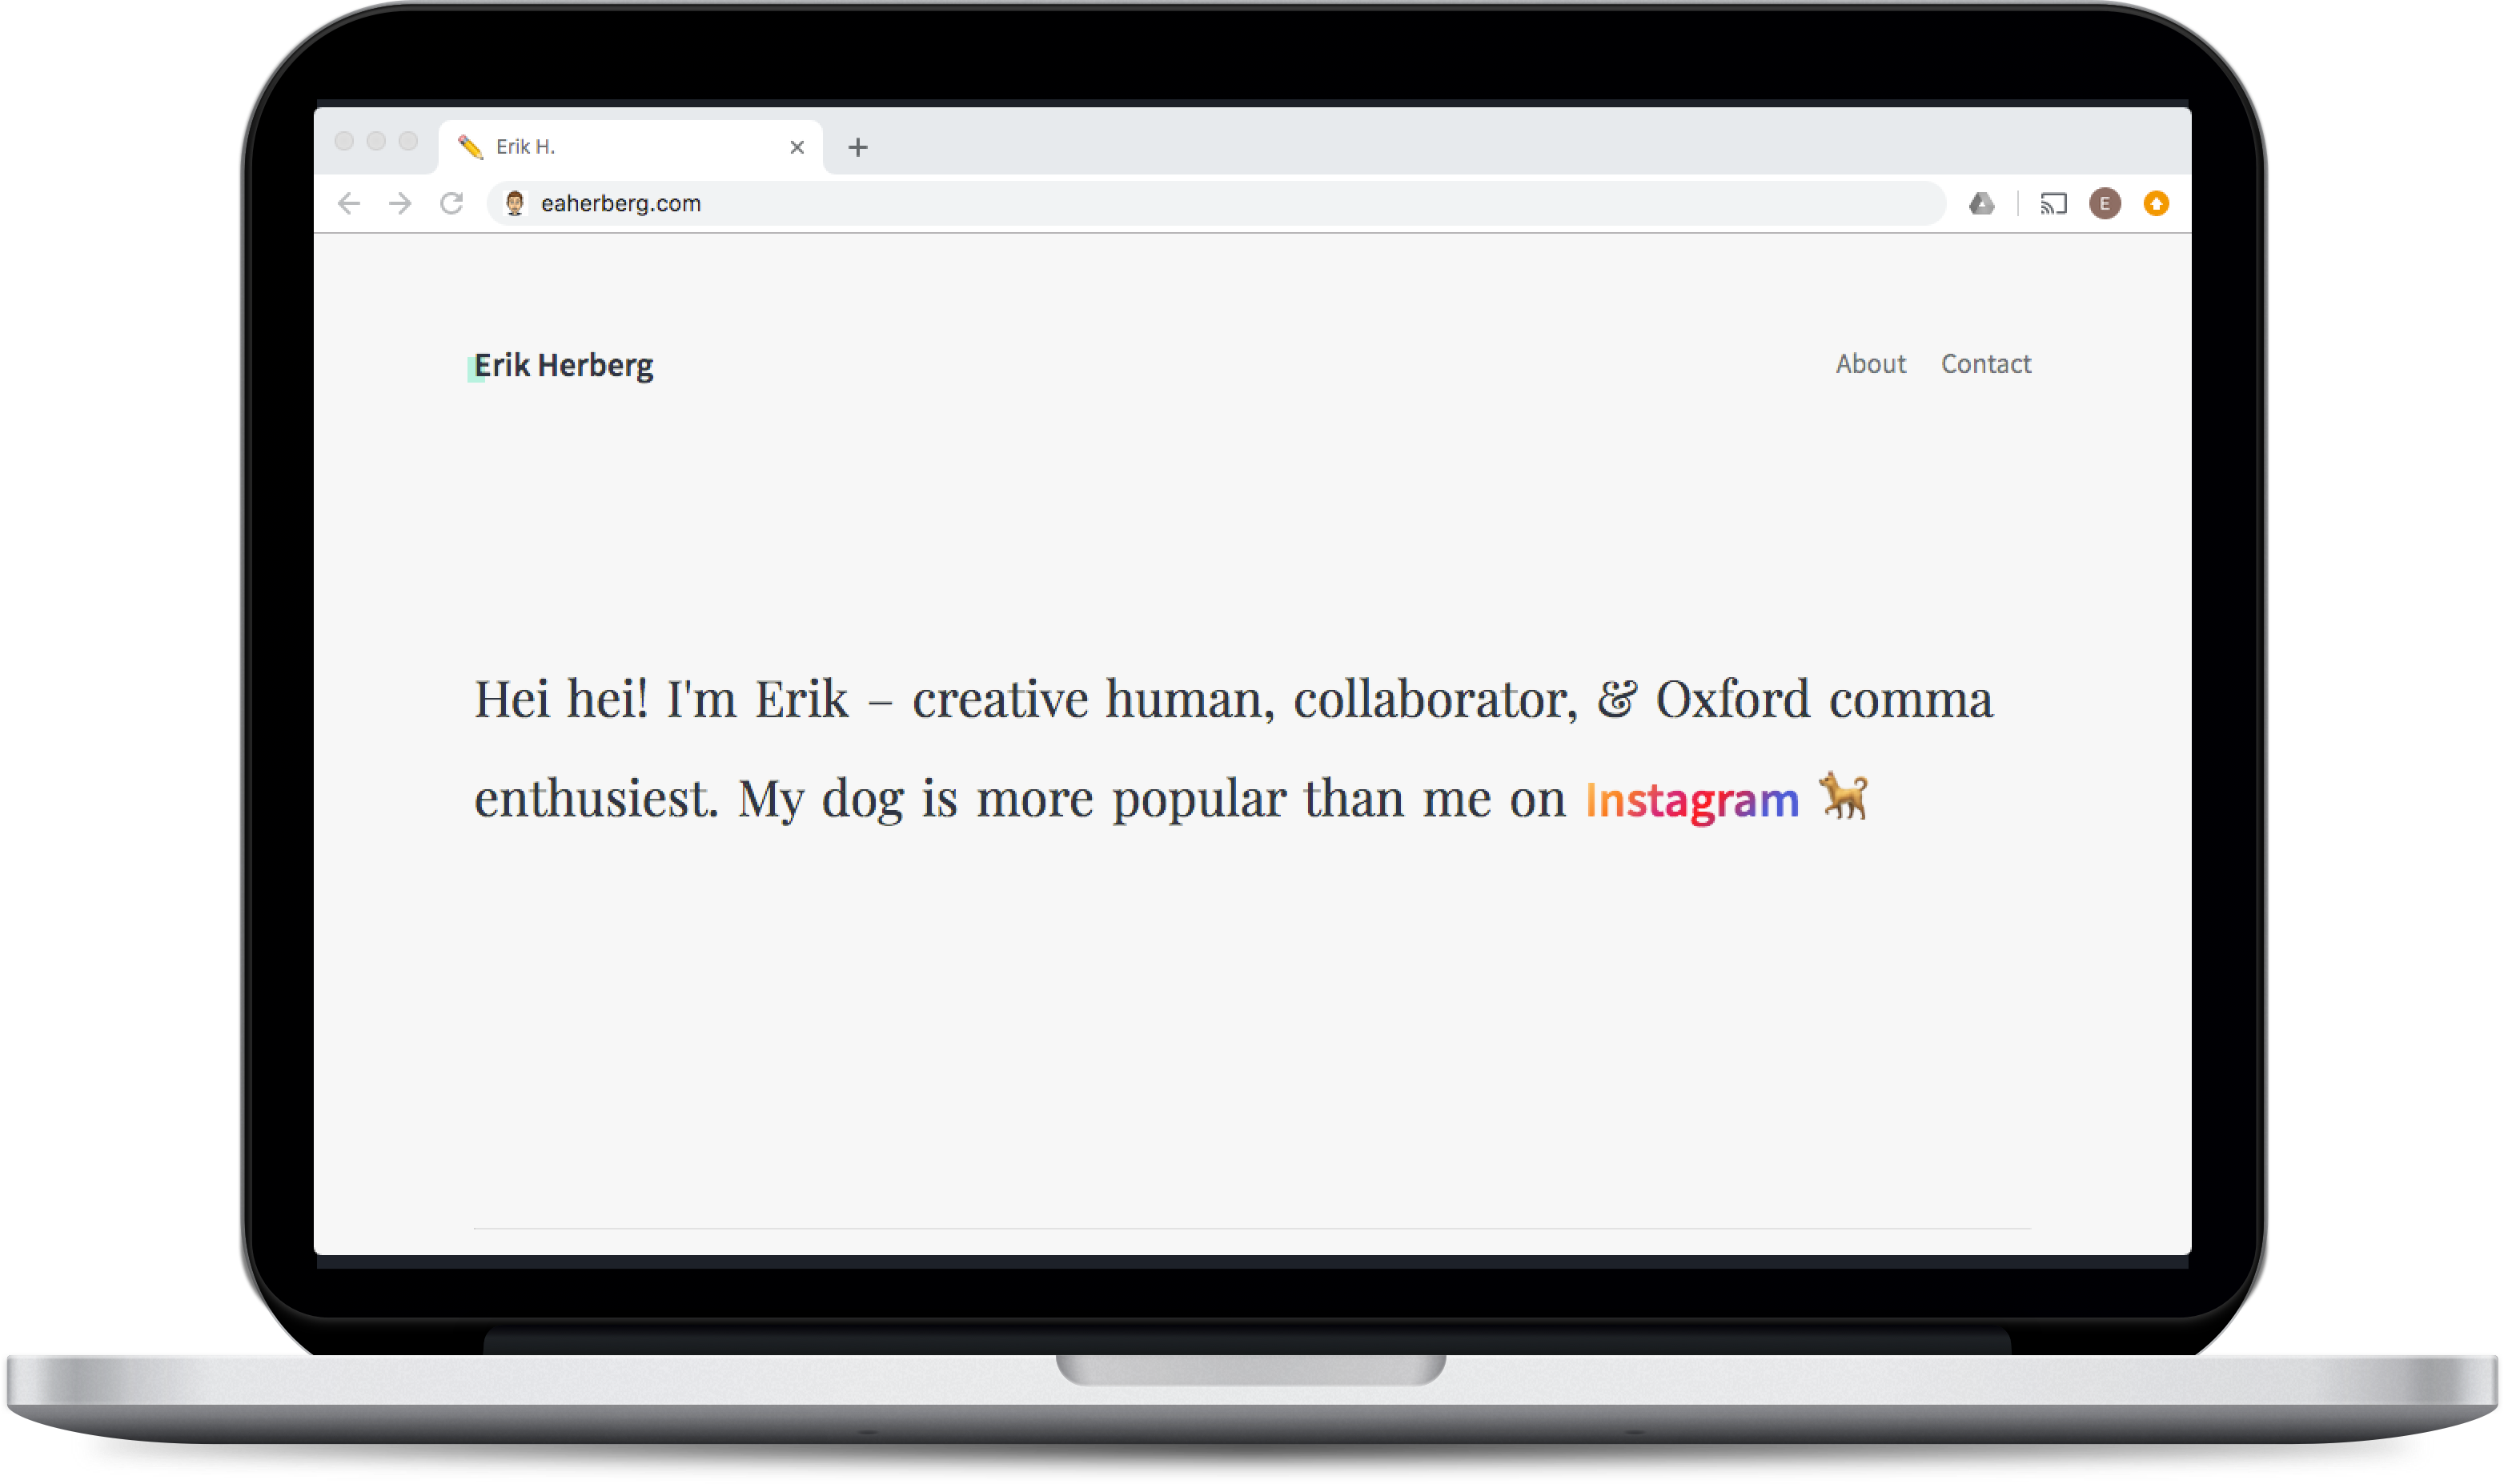 Erik H.
eaherberg.com
E
Erik Herberg
About Contact
Hei hei! I'm Erik – creative human, collaborator, & Oxford comma
enthusiest. My dog is more popular than me on Instagram 🐕